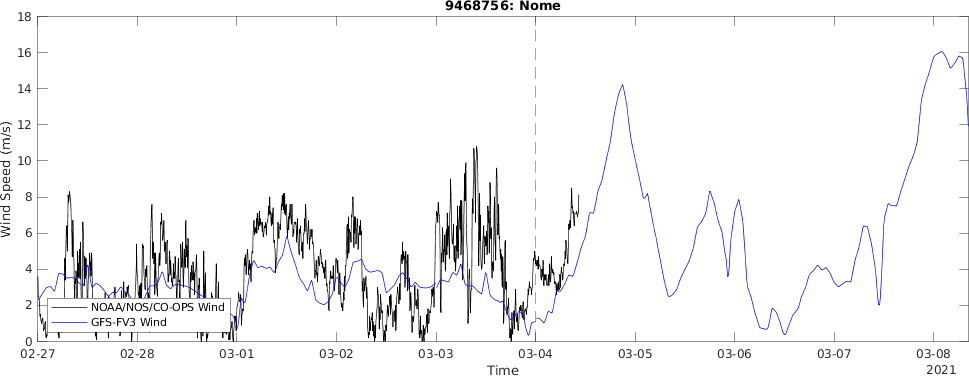 9468756: Nome
18
16
14
12
10
8
6
4
2
0
Wind Speed (m/s)
NOAA/NOS/CO-OPS Wind
GFS-FV3 Wind
02-27 02-28 03-01 03-02 03-03 03-04 03-05 03-06 03-07 03-08
Time
2021